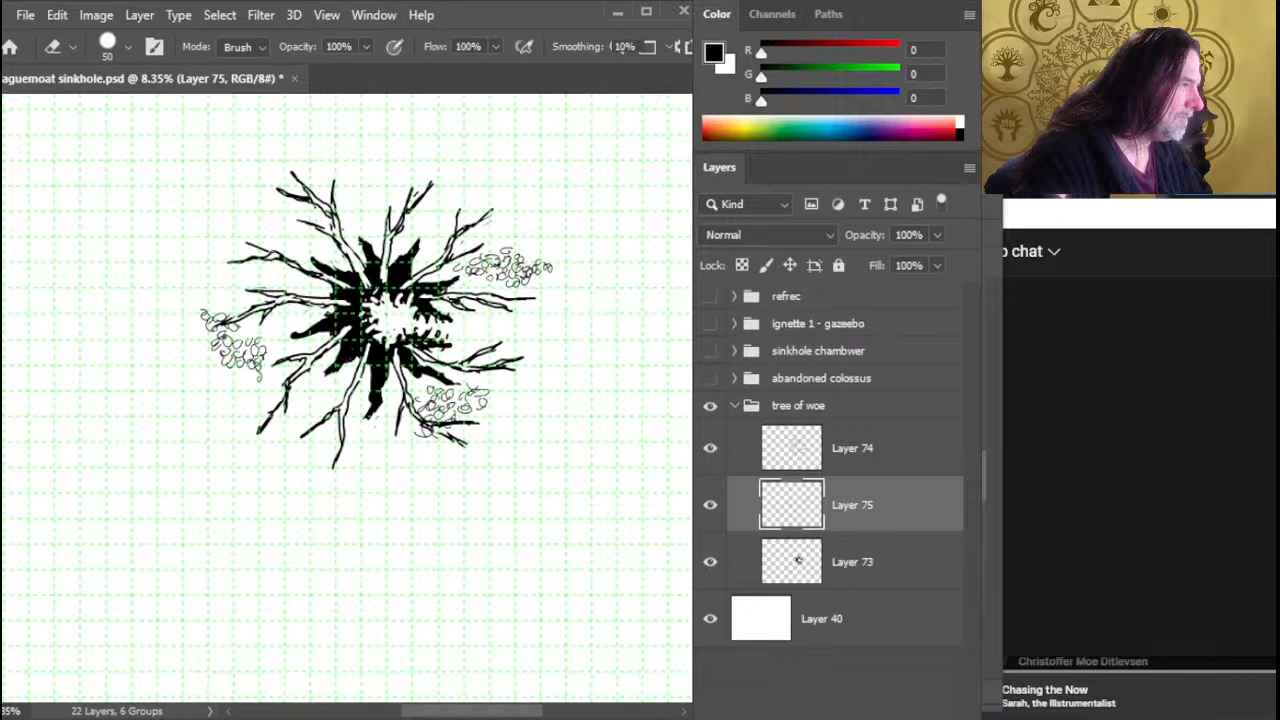 File Edit Image Layer Type Select Filter 3D View Window Help
50 Mode: Brush Opacity: 100% Flow: 100% Smoothing: 10%
aguemoat sinkhole.psd @ 8.35% (Layer 75, RGB/8#) *
Color Channels Paths
R 0
G 0
B 0
Layers
Kind
Normal Opacity: 100%
Lock: Fill: 100%
refrec
ignette 1 - gazeebo
sinkhole chambwer
abandoned colossus
tree of woe
Layer 74
Layer 75
Layer 73
Layer 40
35% 22 Layers, 6 Groups
p chat
Christoffer Moe Ditlevsen
Chasing the Now
Sarah, the Illstrumentalist